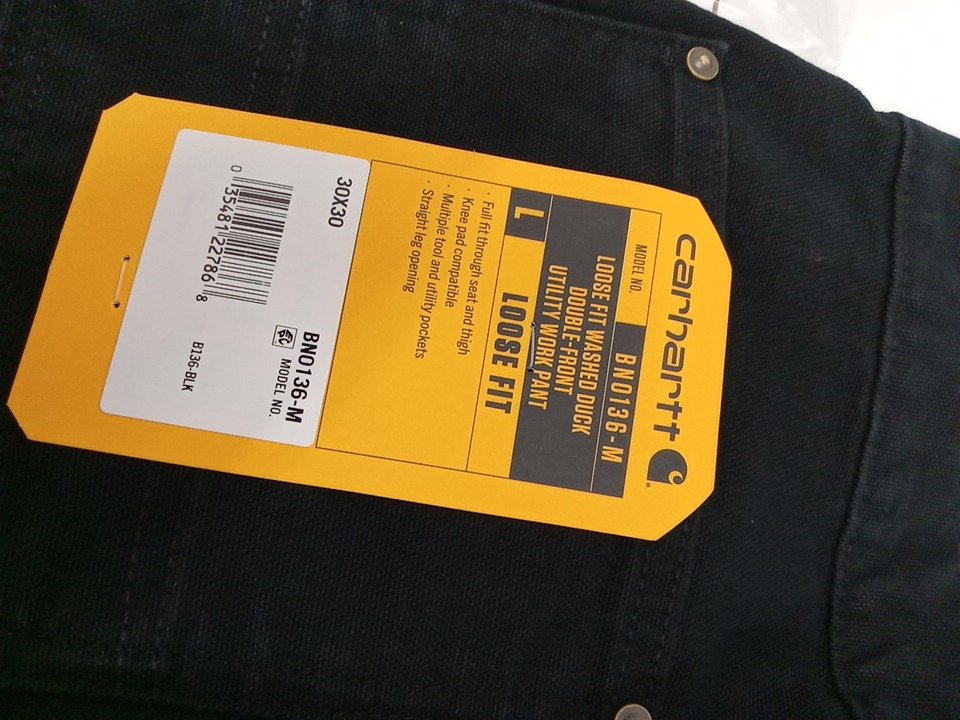 carhartt
MODEL NO. BN0136-M
LOOSE FIT WASHED DUCK
DOUBLE-FRONT
UTILITY WORK PANT
L LOOSE FIT
· Full fit through seat and thigh
· Knee pad compatible
· Multiple tool and utility pockets
· Straight leg opening
30X30
BN0136-M
MODEL NO.
0 35481 22786 8
B136-BLK